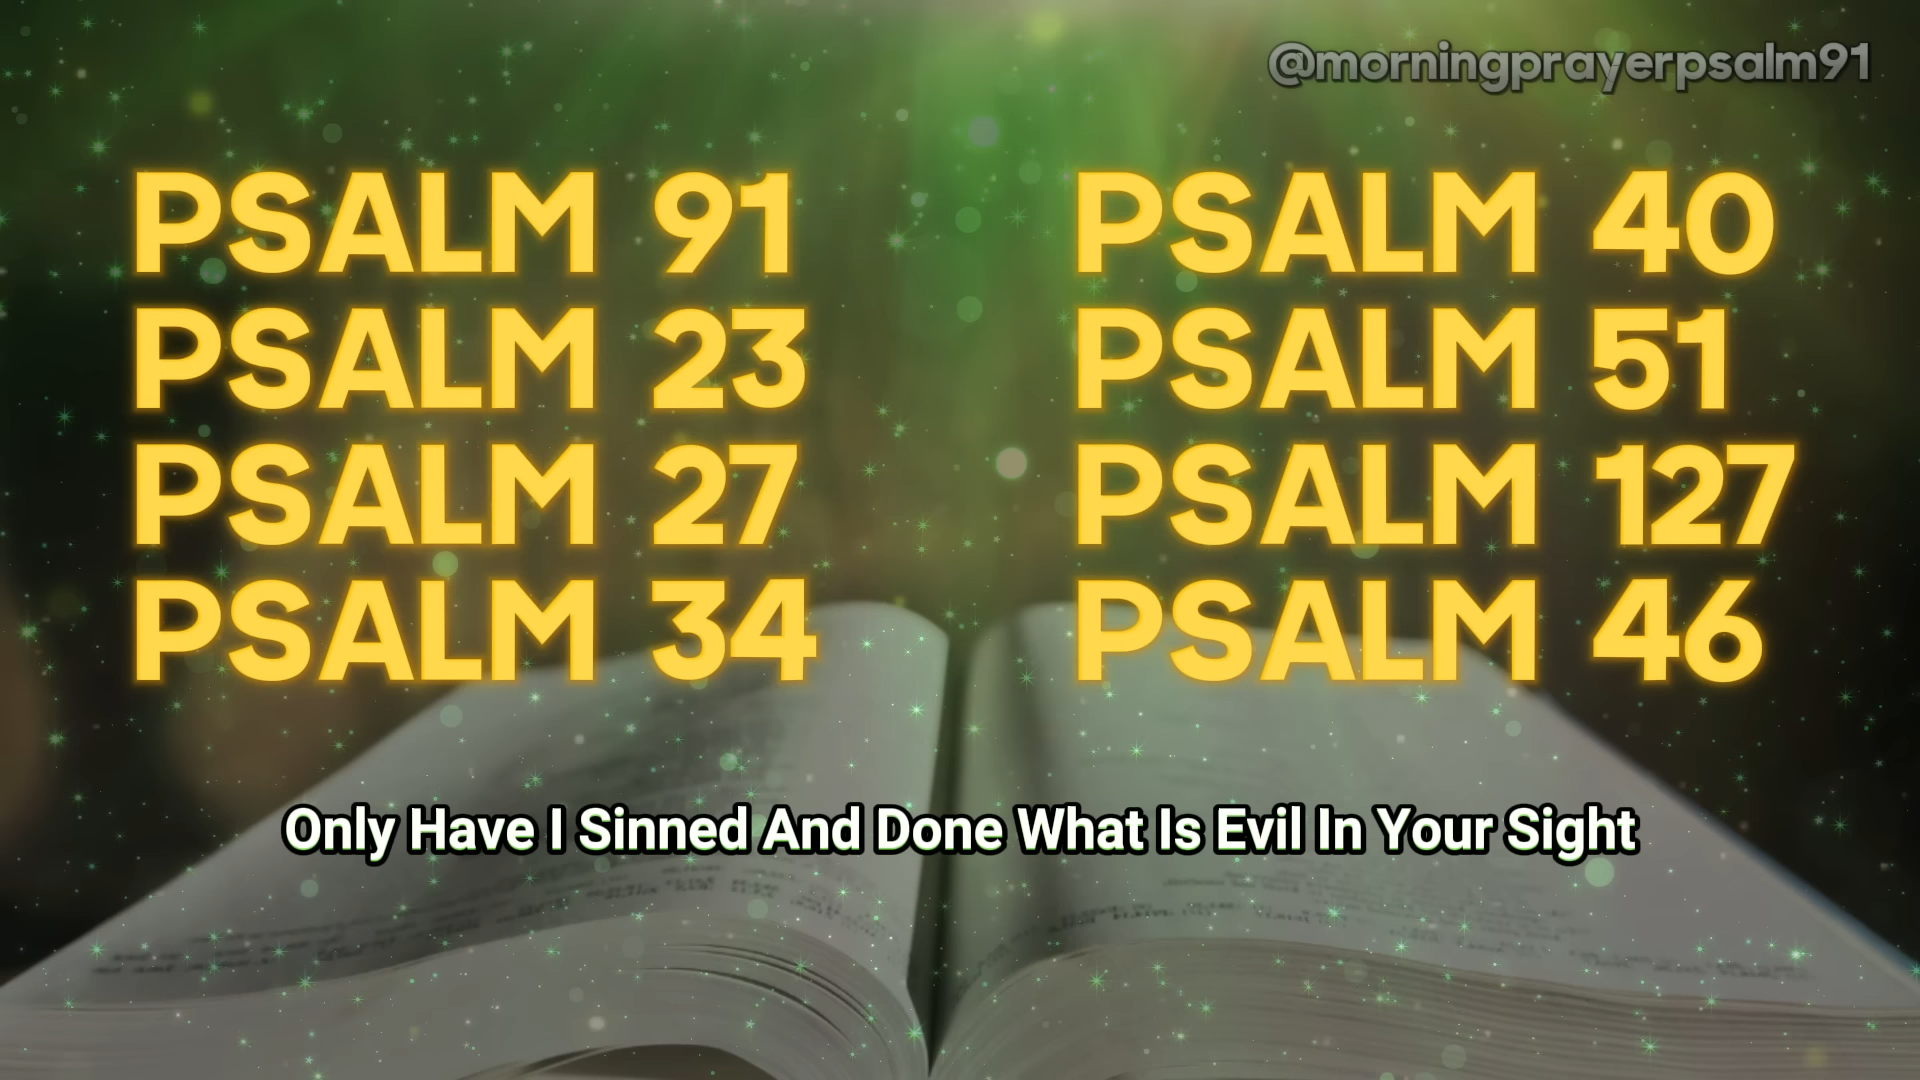 @morningprayerpsalm91
PSALM 91
PSALM 23
PSALM 27
PSALM 34
PSALM 40
PSALM 51
PSALM 127
PSALM 46
Only Have I Sinned And Done What Is Evil In Your Sight